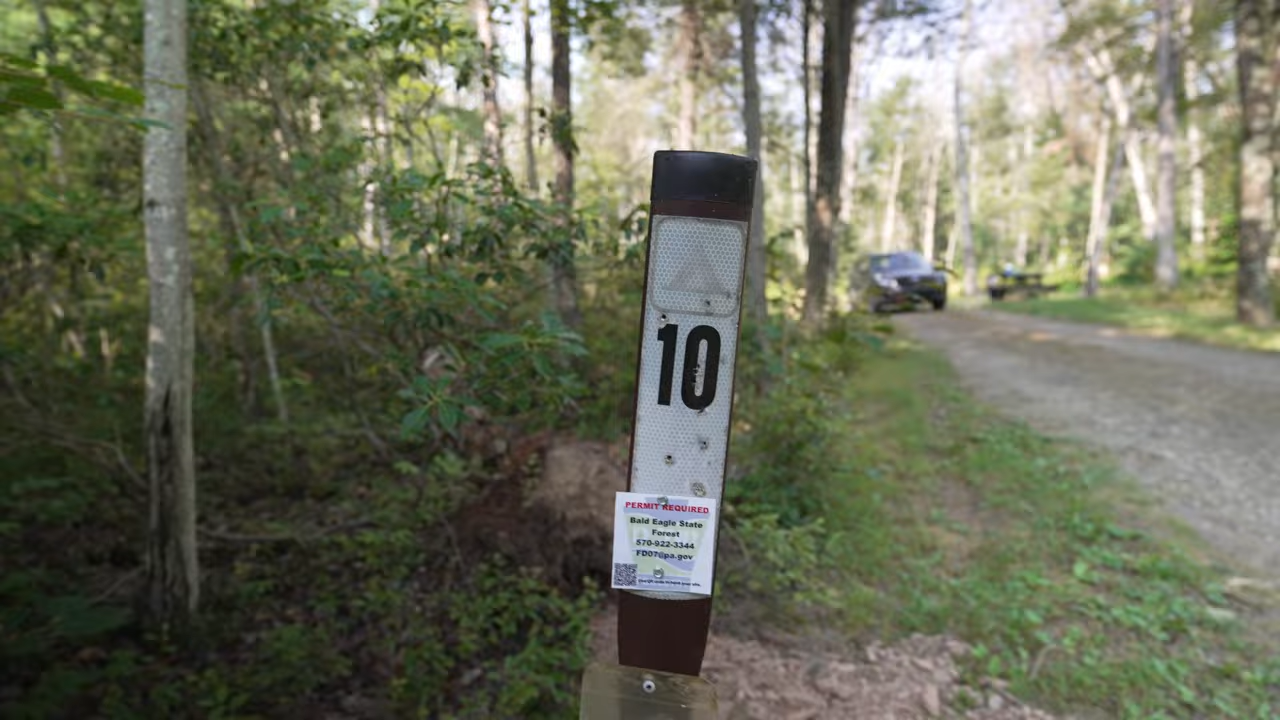 10
PERMIT REQUIRED
Bald Eagle State
Forest
570-922-3344
FD07@pa.gov